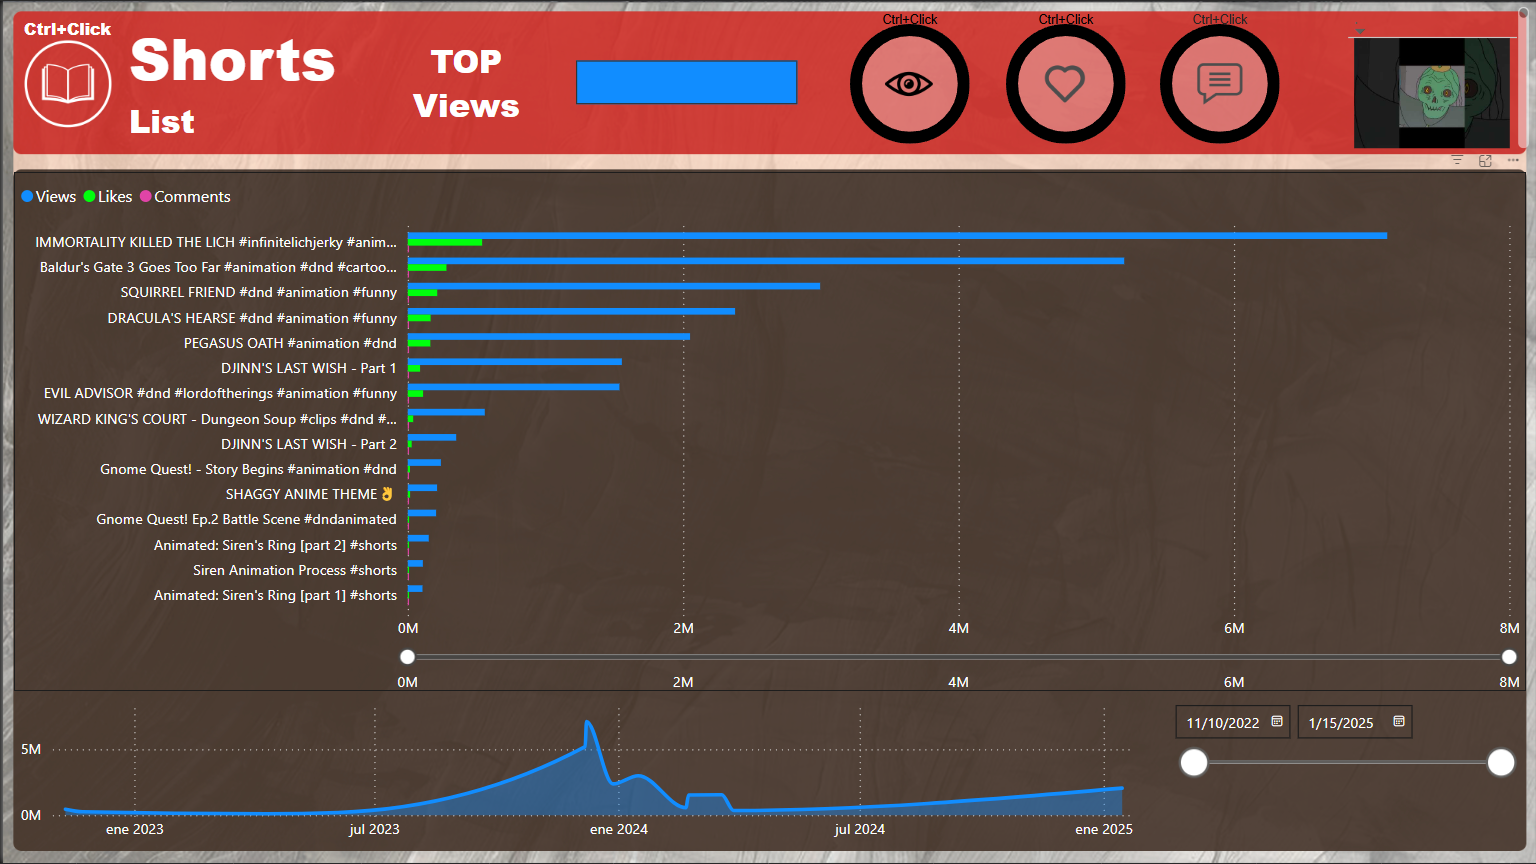 Ctrl+Click
Shorts
List
TOP
Views
Ctrl+Click
Ctrl+Click
Ctrl+Click
Views Likes Comments
IMMORTALITY KILLED THE LICH #infinitelichjerky #anim...
Baldur's Gate 3 Goes Too Far #animation #dnd #cartoo...
SQUIRREL FRIEND #dnd #animation #funny
DRACULA'S HEARSE #dnd #animation #funny
PEGASUS OATH #animation #dnd
DJINN'S LAST WISH - Part 1
EVIL ADVISOR #dnd #lordoftherings #animation #funny
WIZARD KING'S COURT - Dungeon Soup #clips #dnd #...
DJINN'S LAST WISH - Part 2
Gnome Quest! - Story Begins #animation #dnd
SHAGGY ANIME THEME👌
Gnome Quest! Ep.2 Battle Scene #dndanimated
Animated: Siren's Ring [part 2] #shorts
Siren Animation Process #shorts
Animated: Siren's Ring [part 1] #shorts
0M 2M 4M 6M 8M
0M 2M 4M 6M 8M
11/10/2022 1/15/2025
5M
0M
ene 2023 jul 2023 ene 2024 jul 2024 ene 2025